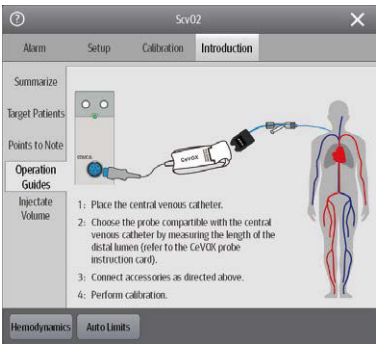 ScvO2
Alarm
Setup
Calibration
Introduction
Summarize
Target Patients
Points to Note
Operation
Guides
Injectate
Volume
CeVOX
1: Place the central venous catheter.
2: Choose the probe compartible with the central
venous catheter by measuring the length of the
distal lumen (refer to the CeVOX probe
instruction card).
3: Connect accessories as directed above.
4: Perform calibration.
Hemodynamics
Auto Limits